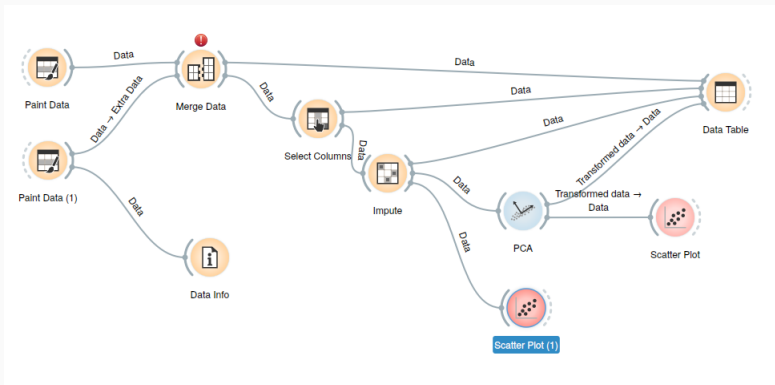 Data
Data
Paint Data
Merge Data
Data → Extra Data
Data
Data
Data
Data Table
Select Columns
Data
Paint Data (1)
Data
Data
Impute
Transformed data → Data
Transformed data →
Data
PCA
Scatter Plot
Data
Data Info
Scatter Plot (1)